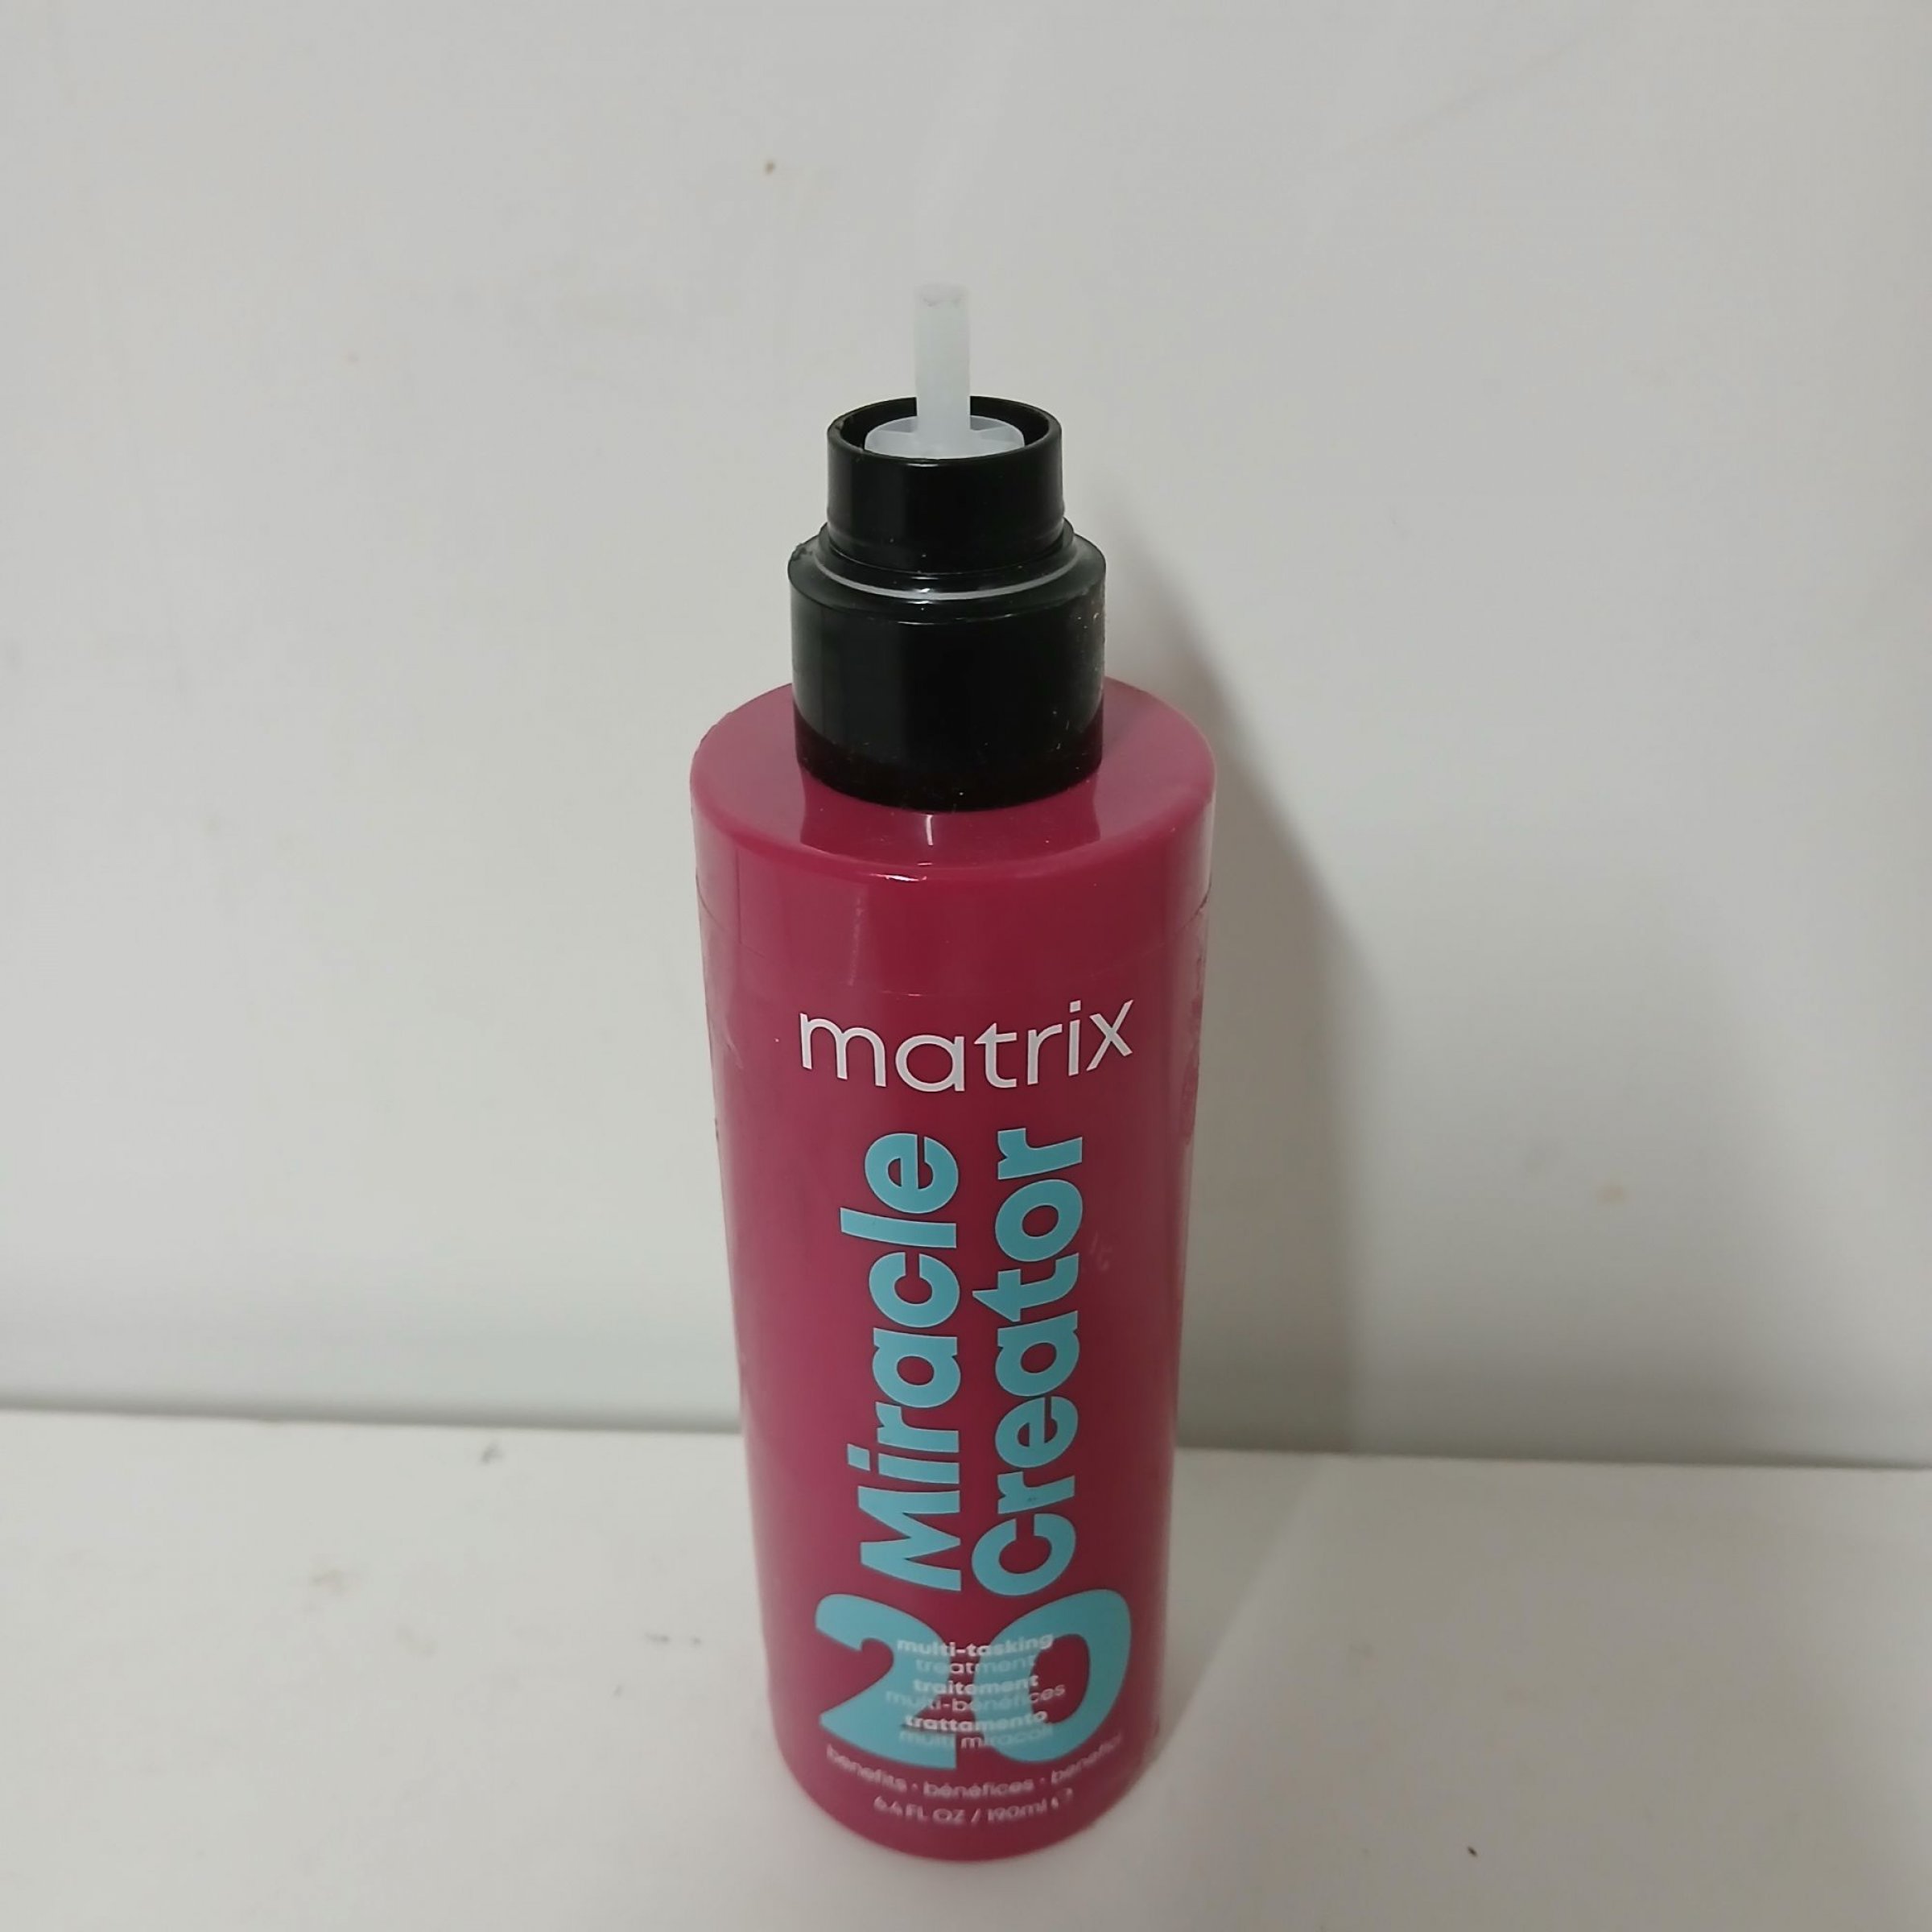 matrix
Miracle
Creator
20
multi-tasking
treatment
traitement
multi-bénéfices
trattamento
multi miracoli
benefits • bénéfices • benefici
6.4 FL OZ / 190ml e